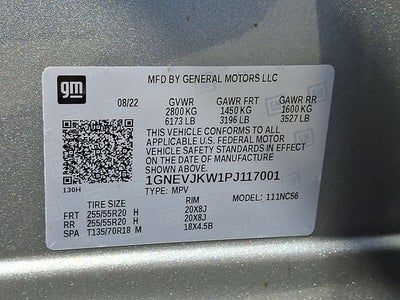 gm
MFD BY GENERAL MOTORS LLC
08/22 GVWR GAWR FRT GAWR RR
2800 KG 1450 KG 1600 KG
6173 LB 3196 LB 3527 LB
THIS VEHICLE CONFORMS TO ALL
APPLICABLE U.S. FEDERAL MOTOR
VEHICLE SAFETY STANDARDS IN EFFECT
ON THE DATE OF MANUFACTURE
SHOWN ABOVE.
1GNEVJKW1PJ117001
130H TYPE: MPV MODEL: 111NC56
TIRE SIZE RIM
FRT 255/55R20 H 20X8J
RR 255/55R20 H 20X8J
SPA T135/70R18 M 18X4.5B